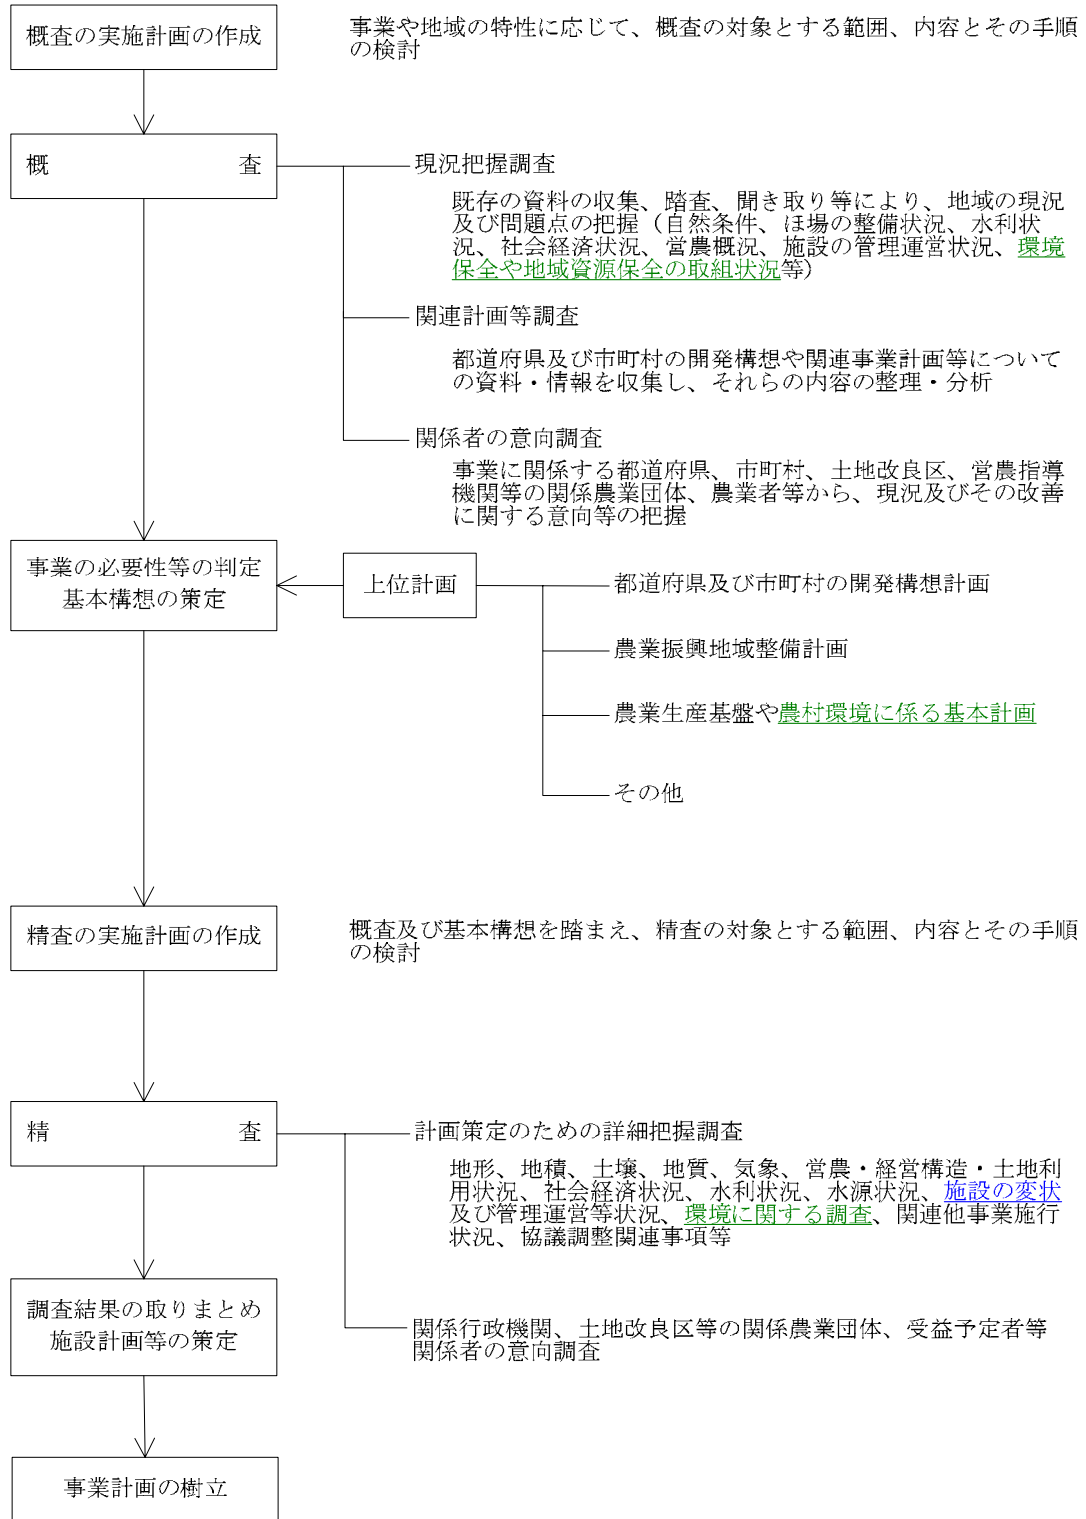 概査の実施計画の作成
事業や地域の特性に応じて、概査の対象とする範囲、内容とその手順
の検討
概　　　　　　　　査
現況把握調査
既存の資料の収集、踏査、聞き取り等により、地域の現況
及び問題点の把握（自然条件、ほ場の整備状況、水利状
況、社会経済状況、営農概況、施設の管理運営状況、環境
保全や地域資源保全の取組状況等）
関連計画等調査
都道府県及び市町村の開発構想や関連事業計画等について
の資料・情報を収集し、それらの内容の整理・分析
関係者の意向調査
事業に関係する都道府県、市町村、土地改良区、営農指導
機関等の関係農業団体、農業者等から、現況及びその改善
に関する意向等の把握
事業の必要性等の判定
基本構想の策定
上位計画
都道府県及び市町村の開発構想計画
農業振興地域整備計画
農業生産基盤や農村環境に係る基本計画
その他
精査の実施計画の作成
概査及び基本構想を踏まえ、精査の対象とする範囲、内容とその手順
の検討
精　　　　　　　　査
計画策定のための詳細把握調査
地形、地積、土壌、地質、気象、営農・経営構造・土地利
用状況、社会経済状況、水利状況、水源状況、施設の変状
及び管理運営等状況、環境に関する調査、関連他事業施行
状況、協議調整関連事項等
調査結果の取りまとめ
施設計画等の策定
関係行政機関、土地改良区等の関係農業団体、受益予定者等
関係者の意向調査
事業計画の樹立